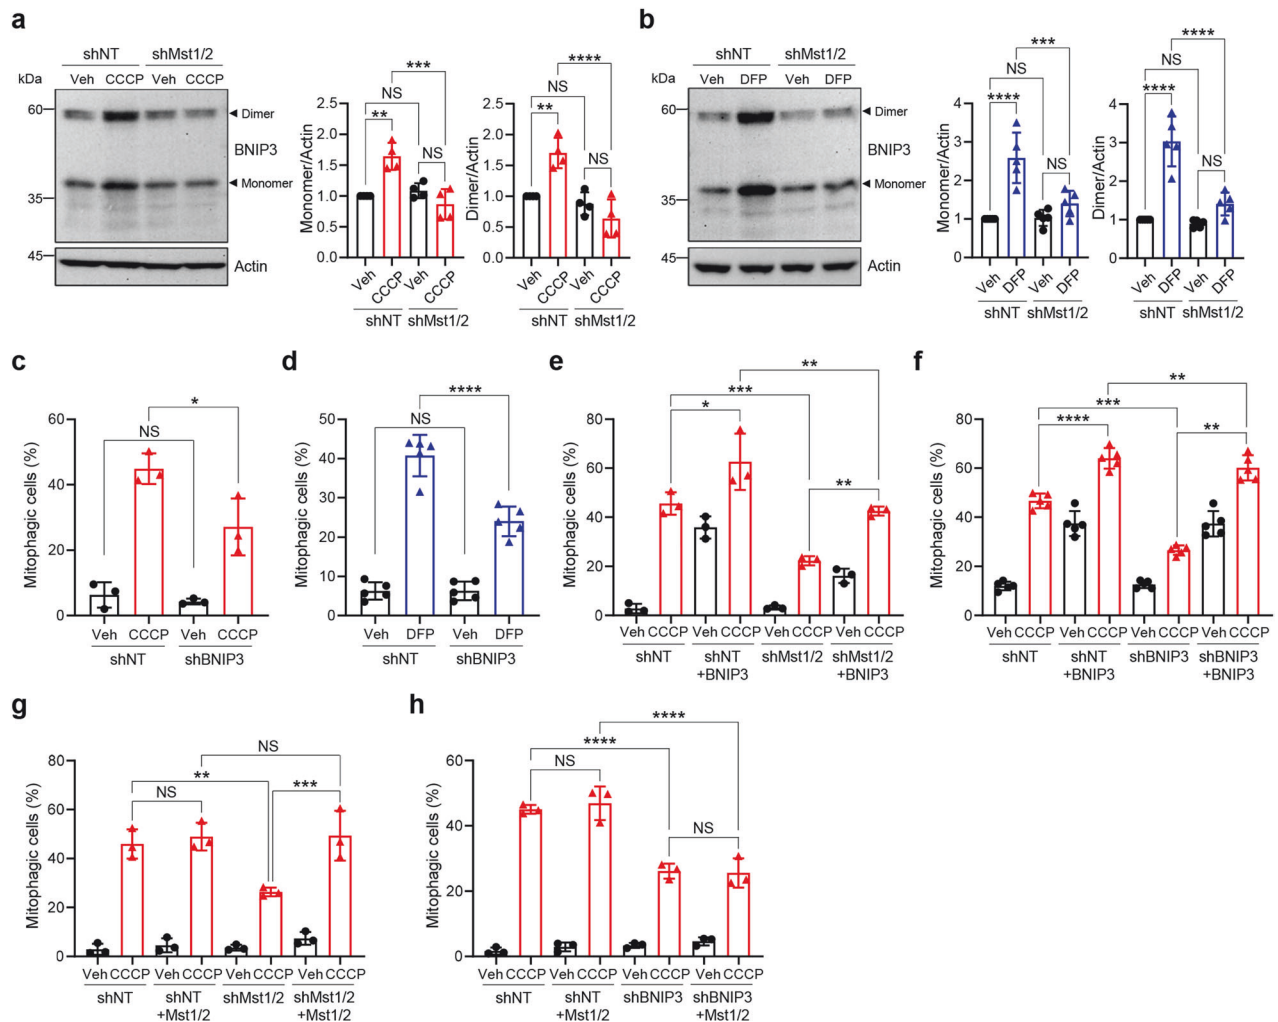 a
shNT shMst1/2
kDa Veh CCCP Veh CCCP
60
Dimer
BNIP3
Monomer
35
45
Actin
***
NS
**
NS
Monomer/Actin
2.5
2.0
1.5
1.0
0.5
0.0
Veh CCCP Veh CCCP
shNT shMst1/2
****
NS
**
NS
Dimer/Actin
2.5
2.0
1.5
1.0
0.5
0.0
Veh CCCP Veh CCCP
shNT shMst1/2
b
shNT shMst1/2
kDa Veh DFP Veh DFP
60
Dimer
BNIP3
Monomer
35
45
Actin
***
NS
****
NS
Monomer/Actin
4
3
2
1
0
Veh DFP Veh DFP
shNT shMst1/2
****
NS
****
NS
Dimer/Actin
4
3
2
1
0
Veh DFP Veh DFP
shNT shMst1/2
c
*
NS
Mitophagic cells (%)
60
40
20
0
Veh CCCP Veh CCCP
shNT shBNIP3
d
****
NS
Mitophagic cells (%)
50
40
30
20
10
0
Veh DFP Veh DFP
shNT shBNIP3
e
**
***
*
**
Mitophagic cells (%)
80
60
40
20
0
Veh CCCP Veh CCCP Veh CCCP Veh CCCP
shNT shNT shMst1/2 shMst1/2
+BNIP3 +BNIP3
f
**
***
****
**
Mitophagic cells (%)
80
60
40
20
0
Veh CCCP Veh CCCP Veh CCCP Veh CCCP
shNT shNT shBNIP3 shBNIP3
+BNIP3 +BNIP3
g
NS
**
NS
***
Mitophagic cells (%)
80
60
40
20
0
Veh CCCP Veh CCCP Veh CCCP Veh CCCP
shNT shNT shMst1/2 shMst1/2
+Mst1/2 +Mst1/2
h
****
****
NS
NS
Mitophagic cells (%)
60
40
20
0
Veh CCCP Veh CCCP Veh CCCP Veh CCCP
shNT shNT shBNIP3 shBNIP3
+Mst1/2 +Mst1/2